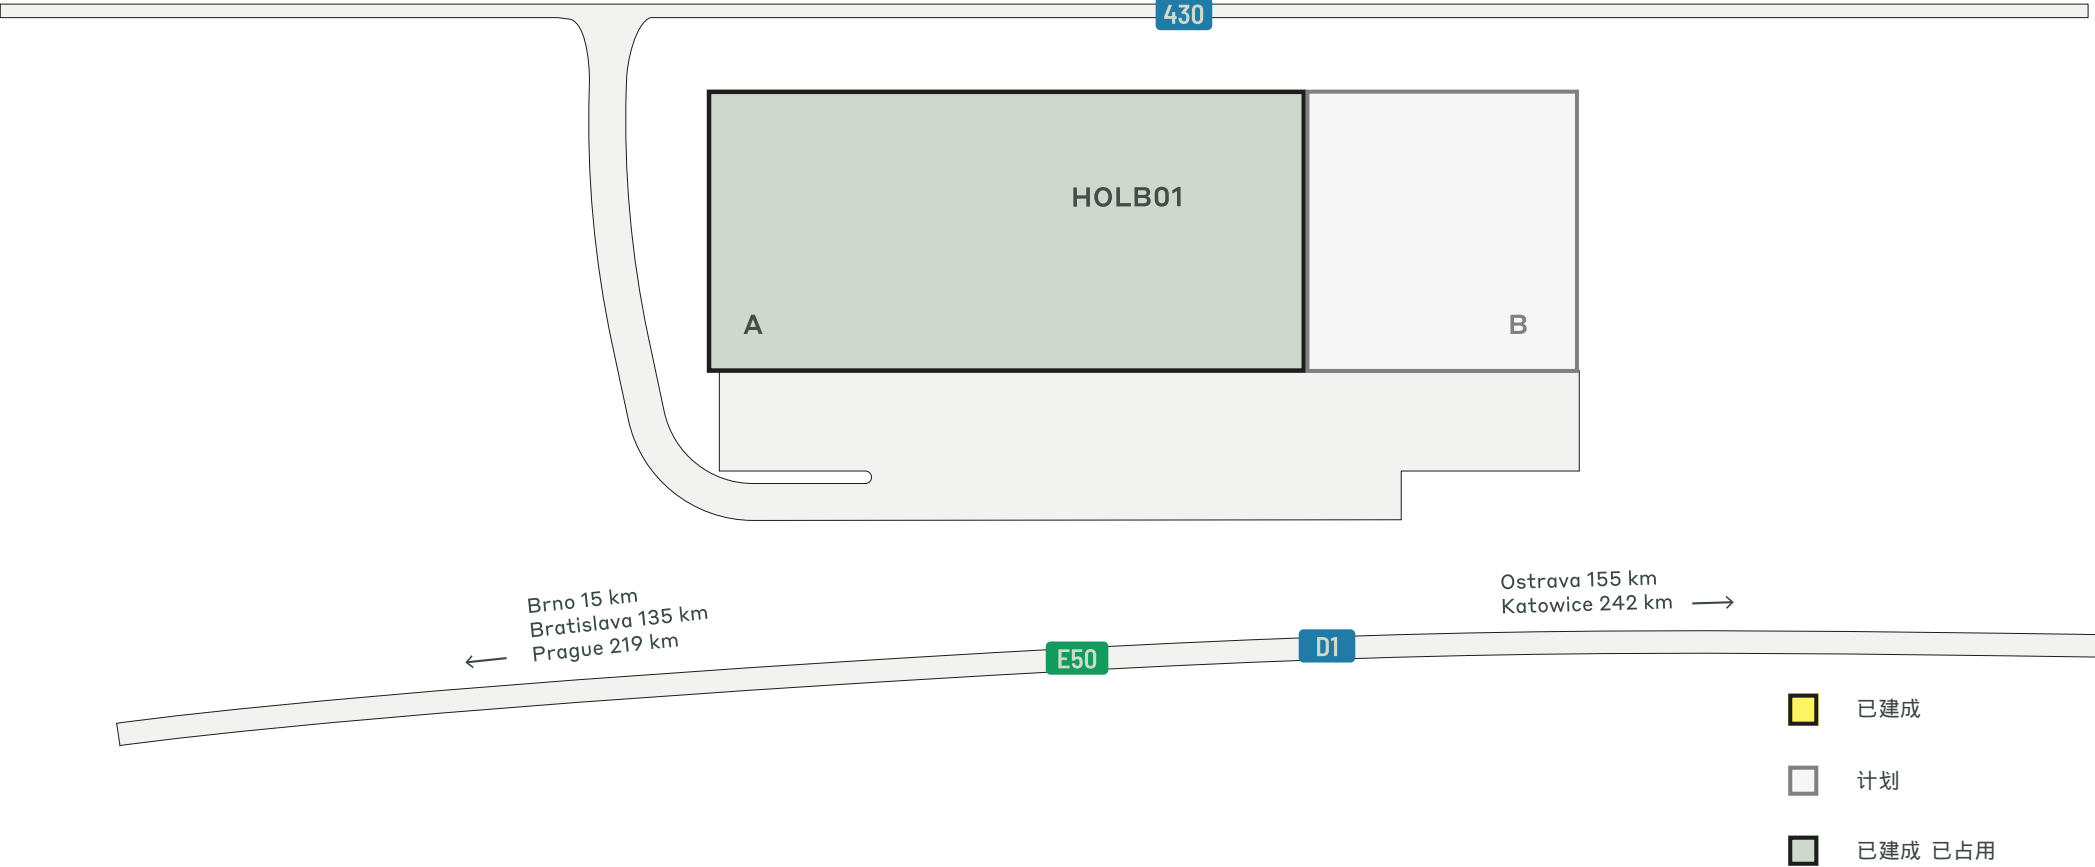 430
HOLB01
A
B
Ostrava 155 km
Katowice 242 km
Brno 15 km
Bratislava 135 km
Prague 219 km
E50
D1
已建成
计划
已建成 已占用